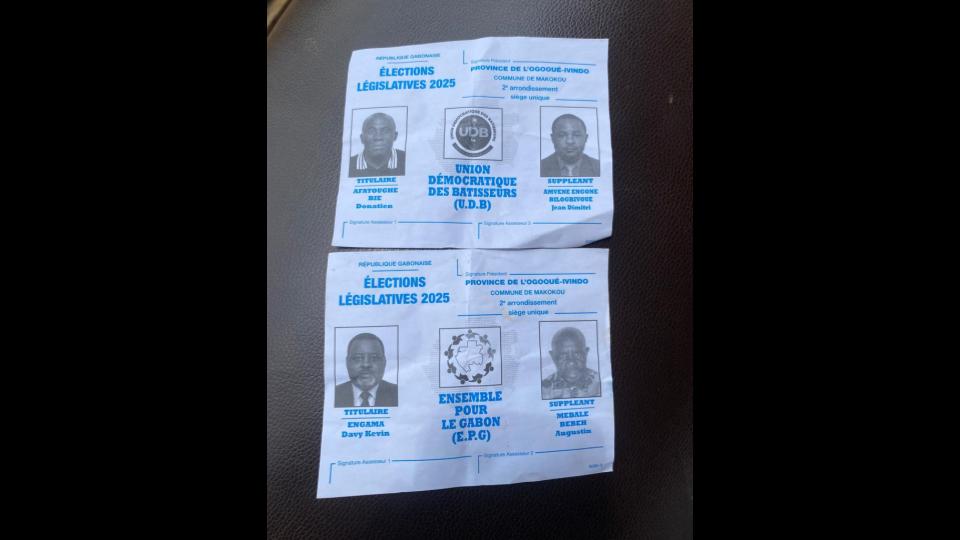 RÉPUBLIQUE GABONAISE
ÉLECTIONS
LÉGISLATIVES 2025
Signature Président
PROVINCE DE L'OGOOUÉ-IVINDO
COMMUNE DE MAKOKOU
2e arrondissement
siège unique
UDB
TITULAIRE
AFATOUGHE
BIE
Donatien
UNION
DÉMOCRATIQUE
DES BATISSEURS
(U.D.B)
SUPPLEANT
AMVENE ENGONE
BILOGRIVOUE
Jean Dimitri
Signature Assesseur 1
Signature Assesseur 2
RÉPUBLIQUE GABONAISE
ÉLECTIONS
LÉGISLATIVES 2025
Signature Président
PROVINCE DE L'OGOOUÉ-IVINDO
COMMUNE DE MAKOKOU
2e arrondissement
siège unique
TITULAIRE
ENGAMA
Davy Kevin
ENSEMBLE
POUR
LE GABON
(E.P.G)
SUPPLEANT
MEBALE
BEBEH
Augustin
Signature Assesseur 1
Signature Assesseur 2